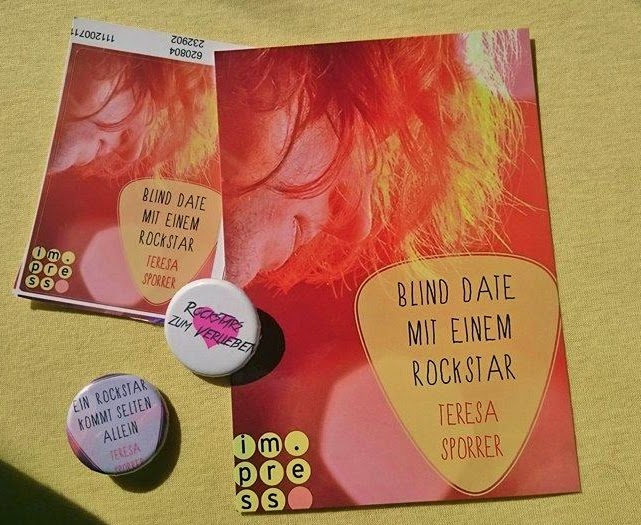 111200711
620804
232902
BLIND DATE
MIT EINEM
ROCKSTAR
TERESA
SPORRER
im.
pre
ss
ROCKSTARS
ZUM VERLIEBEN
EIN ROCKSTAR
KOMMT SELTEN
ALLEIN
TERESA
SPORRER
BLIND DATE
MIT EINEM
ROCKSTAR
TERESA
SPORRER
im.
pre
ss